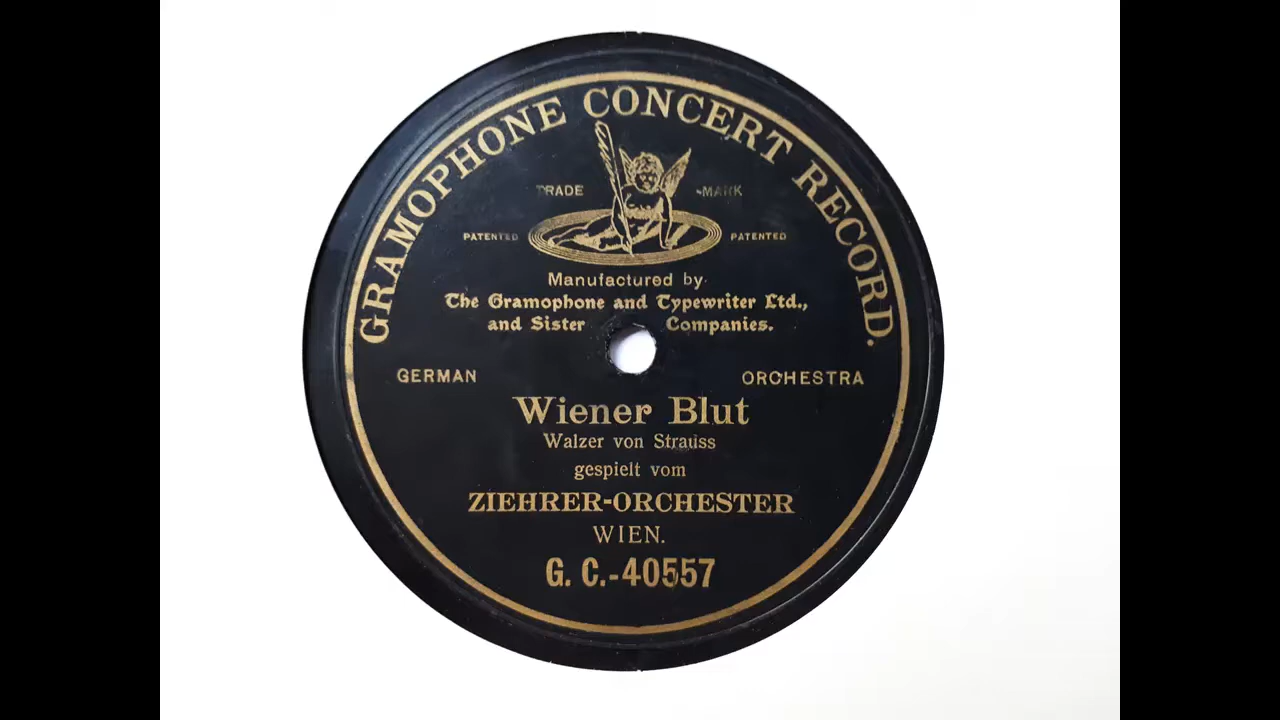 GRAMOPHONE CONCERT RECORD.
TRADE -MARK
PATENTED PATENTED
Manufactured by
The Gramophone and Typewriter Ltd.,
and Sister Companies.
GERMAN ORCHESTRA
Wiener Blut
Walzer von Strauss
gespielt vom
ZIEHRER-ORCHESTER
WIEN.
G. C.-40557